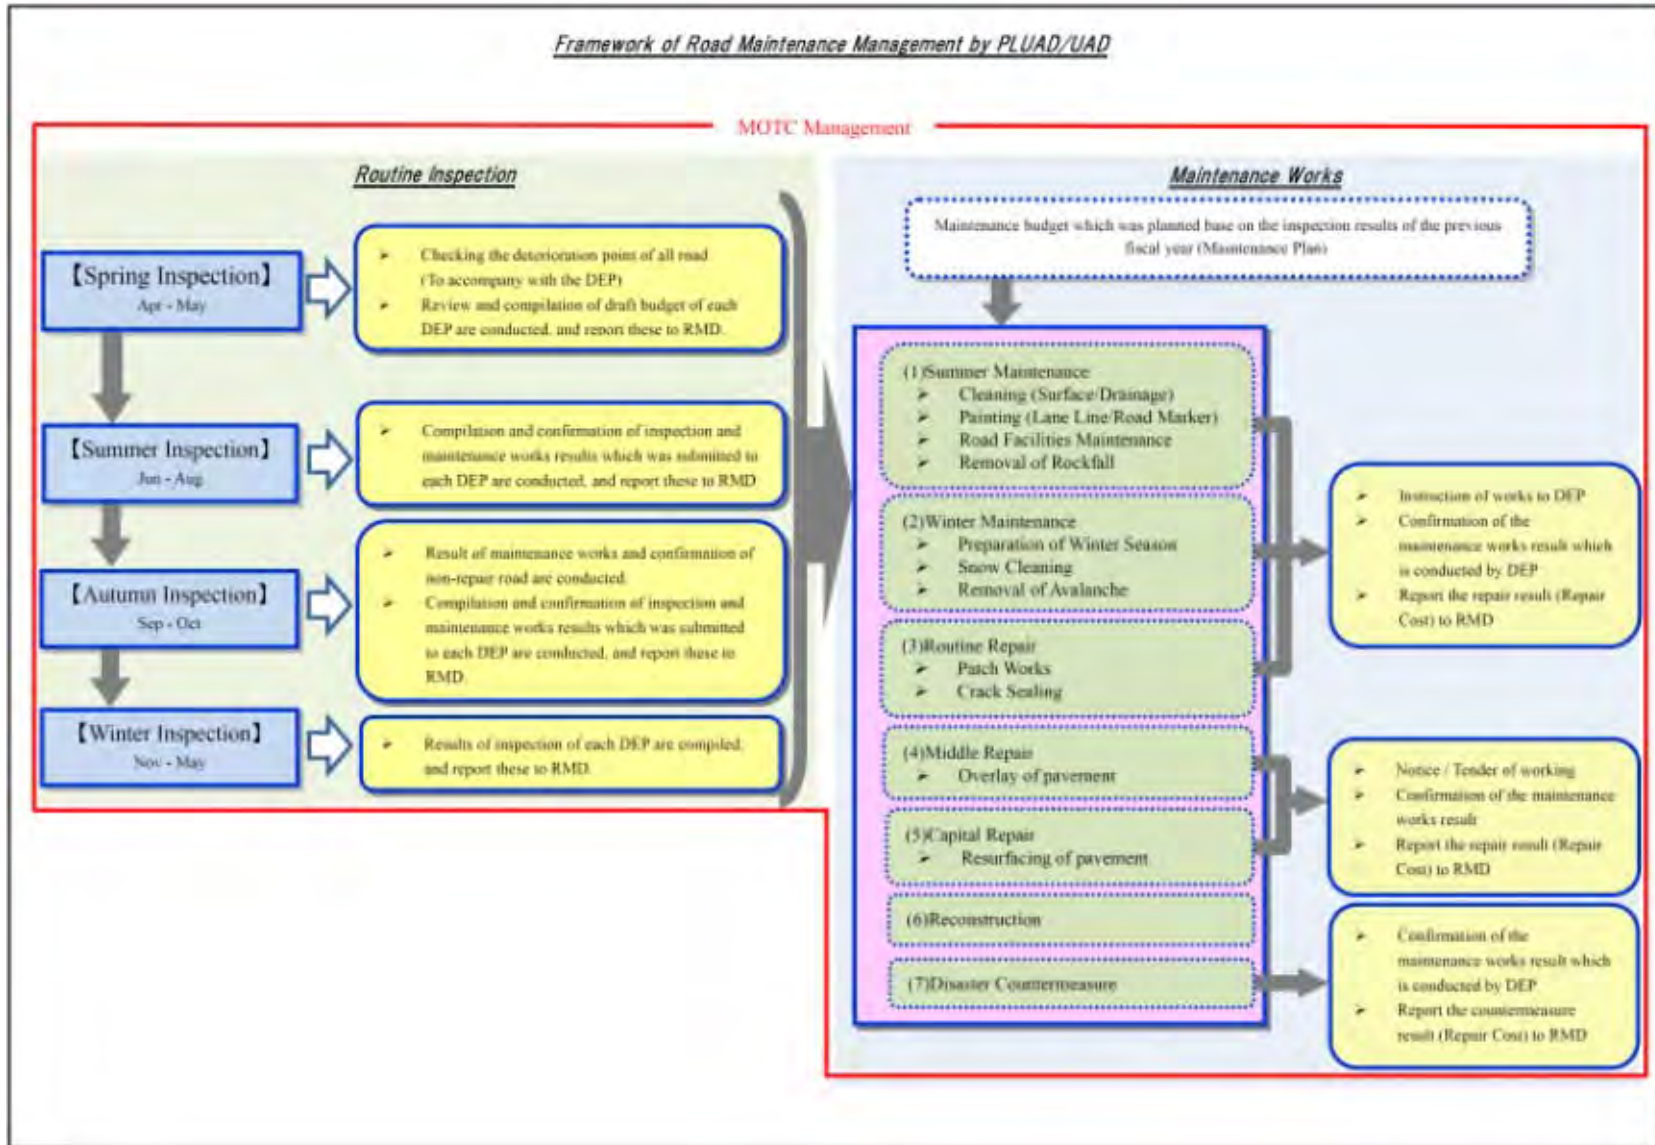 Framework of Road Maintenance Management by PLUAD/UAD
MOTC Management
Routine Inspection
【Spring Inspection】
Apr - May
➤ Checking the deterioration point of all road
(To accompany with the DEP)
➤ Review and compilation of draft budget of each
DEP are conducted, and report these to RMD.
【Summer Inspection】
Jun - Aug
➤ Compilation and confirmation of inspection and
maintenance works results which was submitted to
each DEP are conducted, and report these to RMD
【Autumn Inspection】
Sep - Oct
➤ Result of maintenance works and confirmation of
non-repair road are conducted.
➤ Compilation and confirmation of inspection and
maintenance works results which was submitted
to each DEP are conducted, and report these to
RMD.
【Winter Inspection】
Nov - May
➤ Results of inspection of each DEP are compiled,
and report these to RMD.
Maintenance Works
Maintenance budget which was planned base on the inspection results of the previous
fiscal year (Maintenance Plan)
(1)Summer Maintenance
➤ Cleaning (Surface/Drainage)
➤ Painting (Lane Line/Road Marker)
➤ Road Facilities Maintenance
➤ Removal of Rockfall
(2)Winter Maintenance
➤ Preparation of Winter Season
➤ Snow Cleaning
➤ Removal of Avalanche
(3)Routine Repair
➤ Patch Works
➤ Crack Sealing
(4)Middle Repair
➤ Overlay of pavement
(5)Capital Repair
➤ Resurfacing of pavement
(6)Reconstruction
(7)Disaster Countermeasure
➤ Instruction of works to DEP
➤ Confirmation of the
maintenance works result which
is conducted by DEP
➤ Report the repair result (Repair
Cost) to RMD
➤ Notice / Tender of working
➤ Confirmation of the maintenance
works result
➤ Report the repair result (Repair
Cost) to RMD
➤ Confirmation of the
maintenance works result which
is conducted by DEP
➤ Report the countermeasure
result (Repair Cost) to RMD